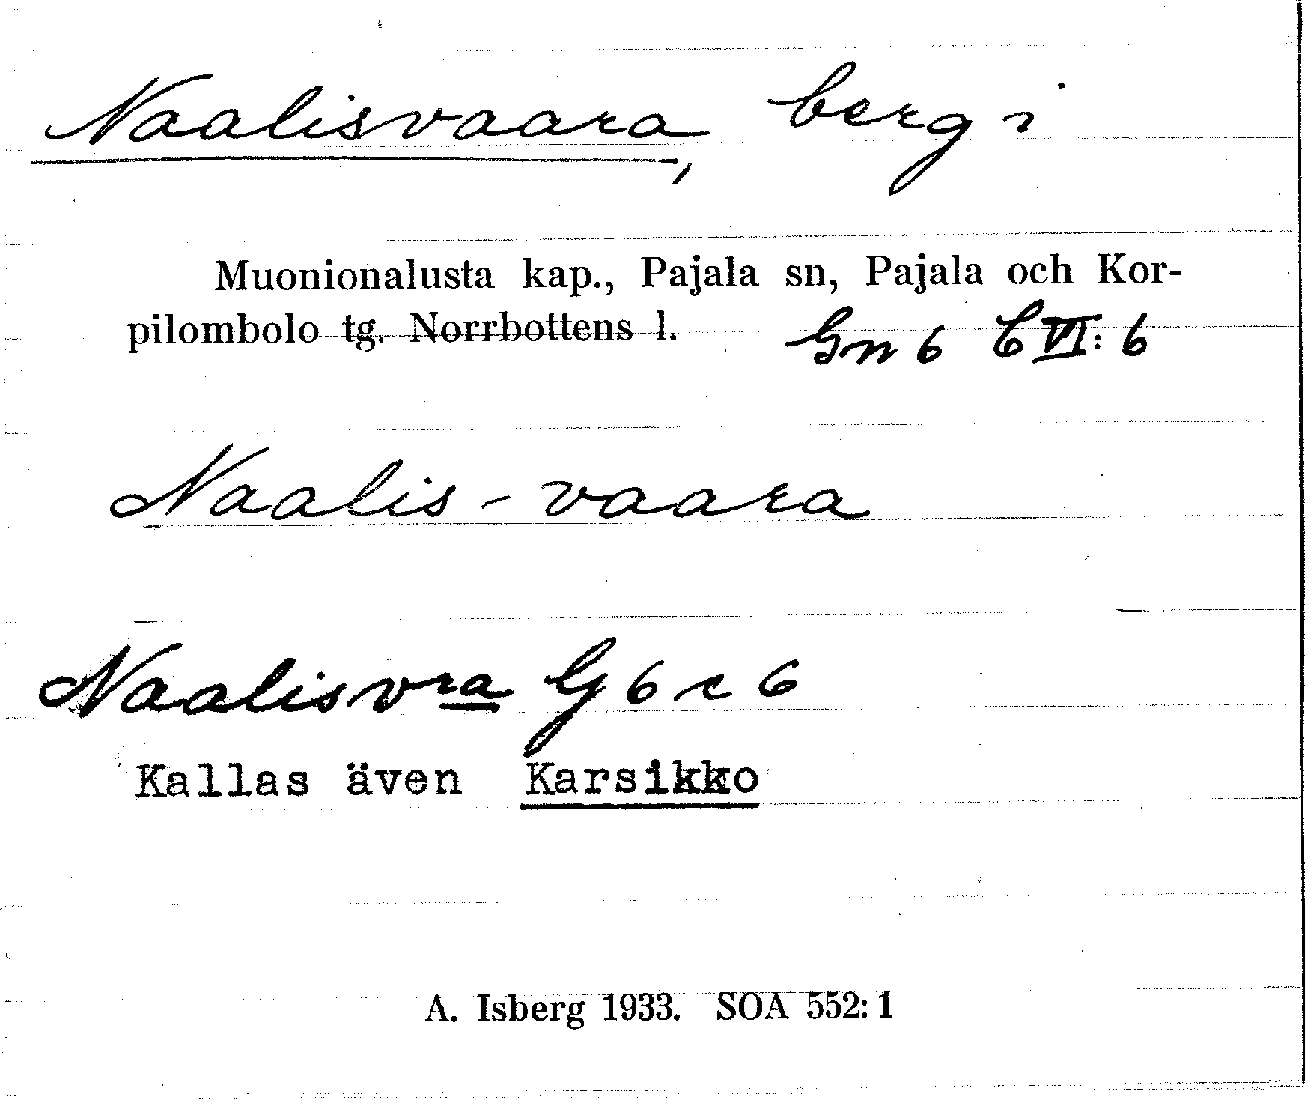 Naalisvaara, berg i
Muonionalusta kap., Pajala sn, Pajala och Kor-
pilombolo tg. Norrbottens l. Gn 6 C VI: 6
Naalis-vaara
Naalisvra G 6 c 6
Kallas även Karsikko
A. Isberg 1933. SOA 552:1